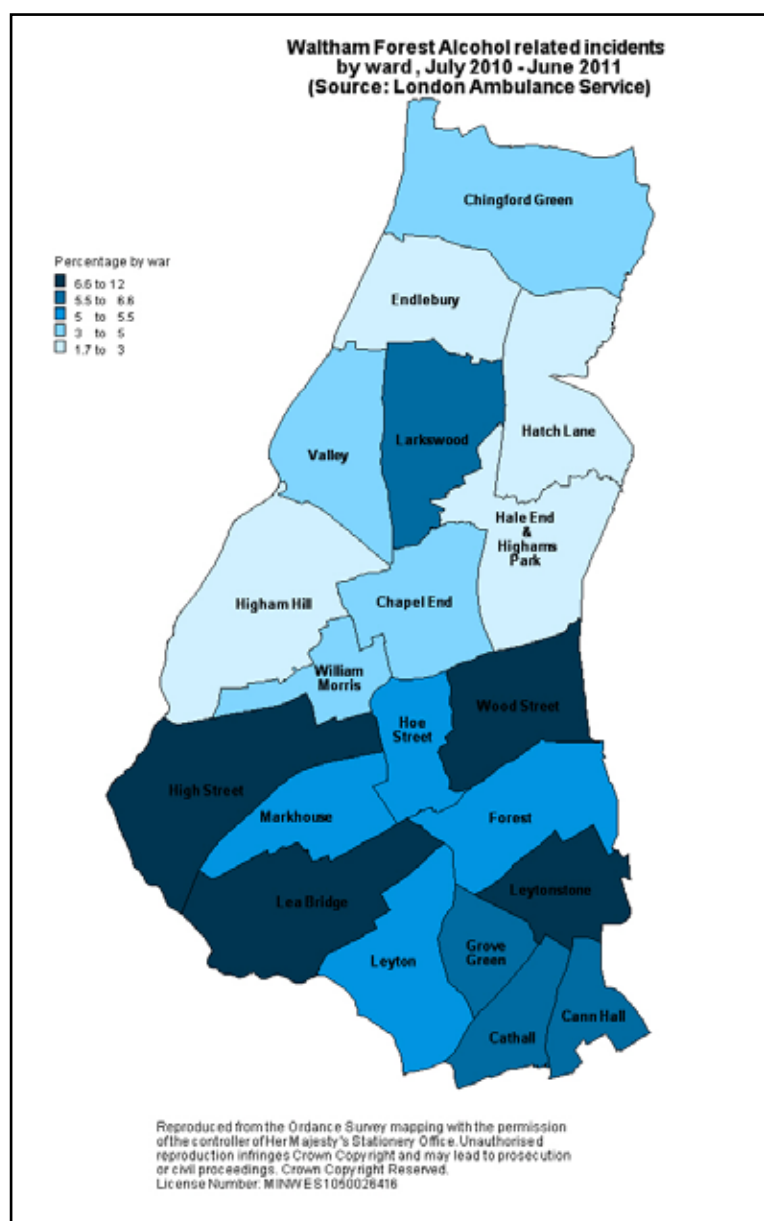 Waltham Forest Alcohol related incidents
by ward , July 2010 - June 2011
(Source: London Ambulance Service)
Chingford Green
Percentage by war
6.6 to 12
5.5 to 6.6
5 to 5.5
3 to 5
1.7 to 3
Endlebury
Hatch Lane
Larkswood
Valley
Hale End
&
Highams
Park
Chapel End
Higham Hill
William
Morris
Wood Street
Hoe
Street
High Street
Markhouse
Forest
Leytonstone
Lea Bridge
Grove
Green
Leyton
Cann Hall
Cathall
Reproduced from the Ordance Survey mapping with the permission
of the controller of Her Majesty's Stationery Office. Unauthorised
reproduction infringes Crown Copyright and may lead to prosecution
or civil proceedings. Crown Copyright Reserved.
License Number: MINWES1050026416